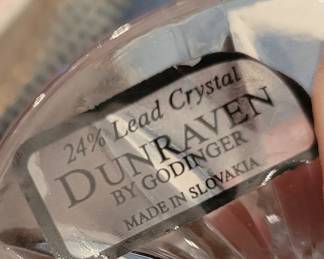 24% Lead Crystal
DUNRAVEN
BY GODINGER
MADE IN SLOVAKIA